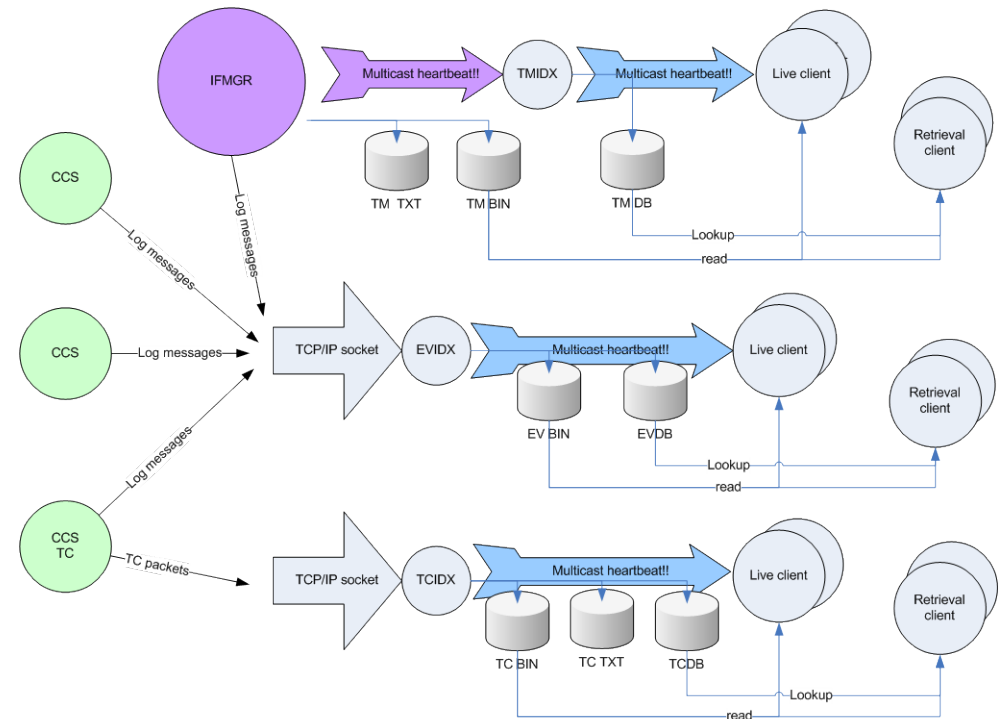 IFMGR
Multicast heartbeat!!
TMIDX
Multicast heartbeat!!
Live client
Retrieval
client
CCS
TM TXT
TM BIN
TM DB
Log messages
Log messages
Lookup
read
CCS
Log messages
TCP/IP socket
EVIDX
Multicast heartbeat!!
Live client
Retrieval
client
EV BIN
EVDB
Log messages
Lookup
read
CCS
TC
TC packets
TCP/IP socket
TCIDX
Multicast heartbeat!!
Live client
Retrieval
client
TC BIN
TC TXT
TCDB
Lookup
read